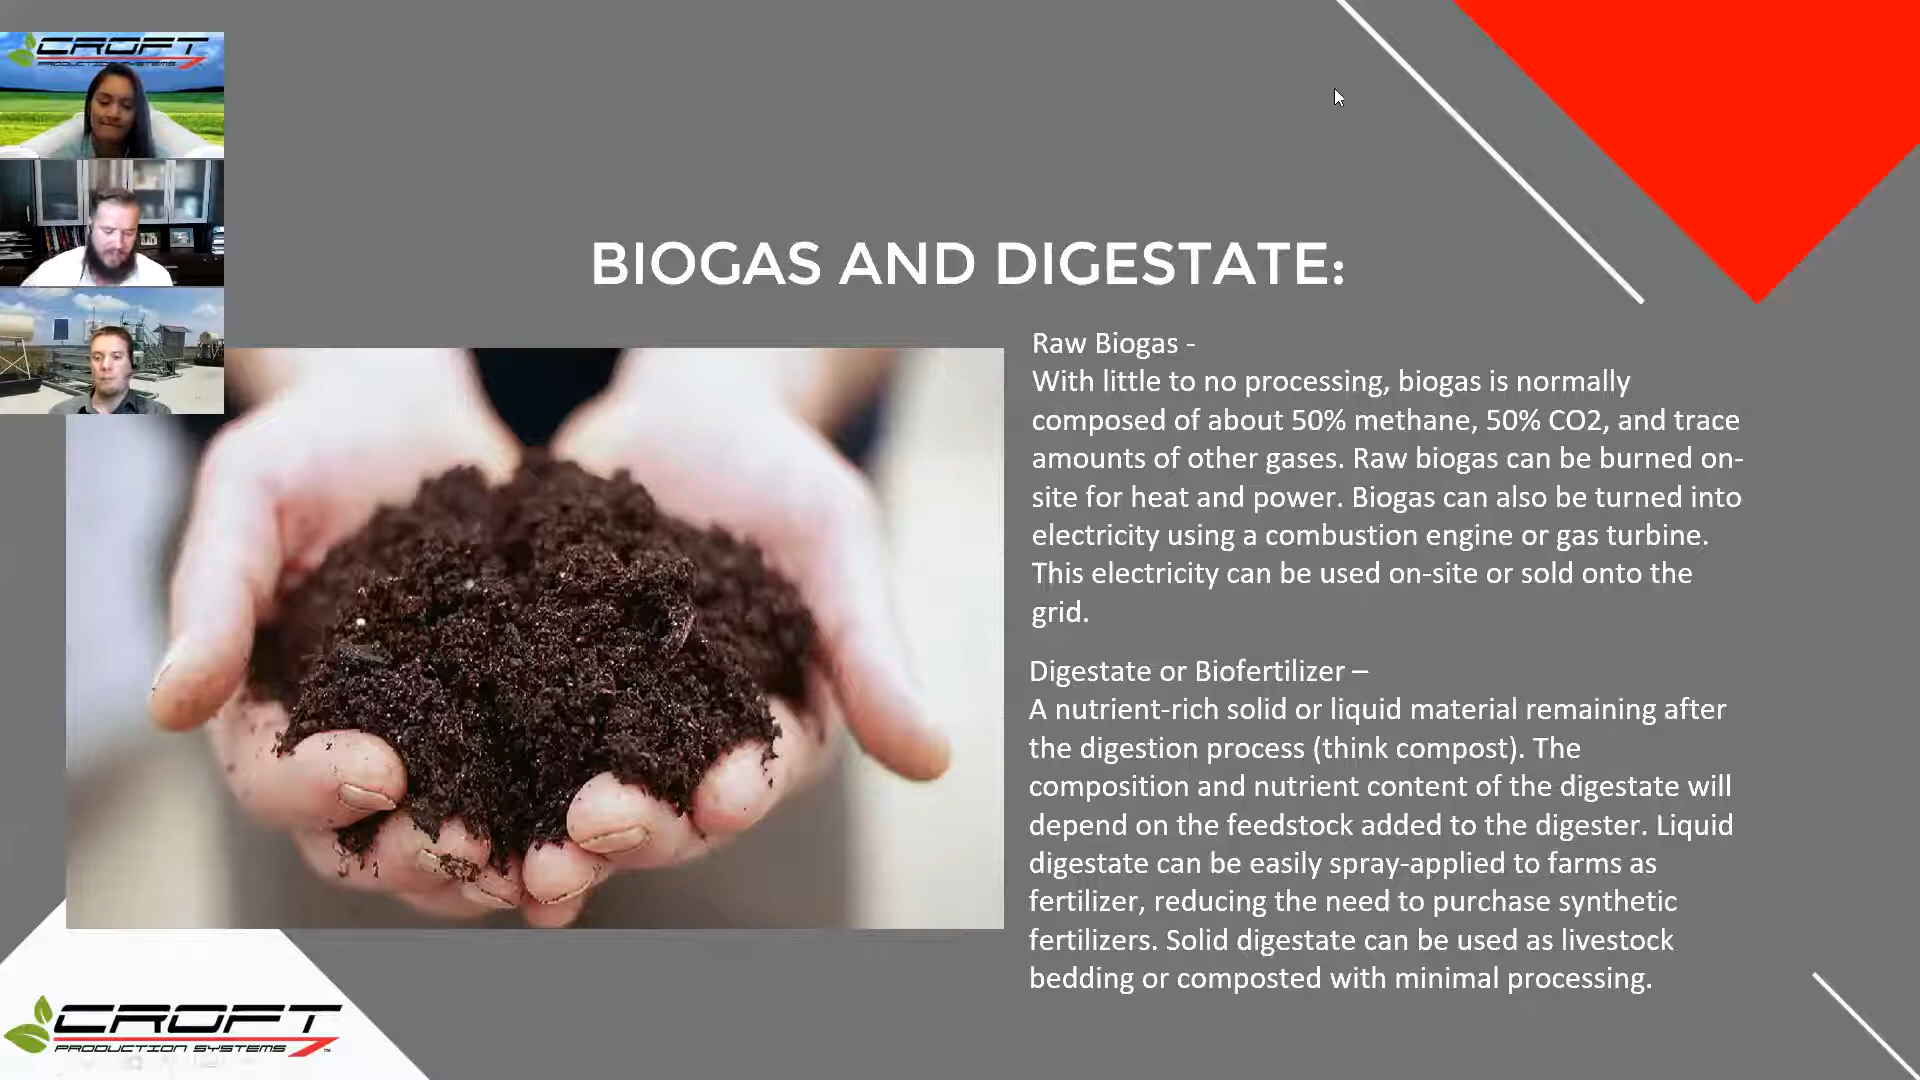 CROFT
PRODUCTION SYSTEMS
BIOGAS AND DIGESTATE:
Raw Biogas -
With little to no processing, biogas is normally
composed of about 50% methane, 50% CO2, and trace
amounts of other gases. Raw biogas can be burned on-
site for heat and power. Biogas can also be turned into
electricity using a combustion engine or gas turbine.
This electricity can be used on-site or sold onto the
grid.
Digestate or Biofertilizer –
A nutrient-rich solid or liquid material remaining after
the digestion process (think compost). The
composition and nutrient content of the digestate will
depend on the feedstock added to the digester. Liquid
digestate can be easily spray-applied to farms as
fertilizer, reducing the need to purchase synthetic
fertilizers. Solid digestate can be used as livestock
bedding or composted with minimal processing.
CROFT
PRODUCTION SYSTEMS